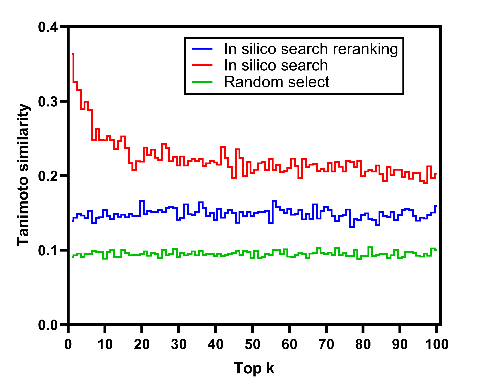 In silico search reranking
In silico search
Random select
Tanimoto similarity
0.4
0.3
0.2
0.1
0.0
0 10 20 30 40 50 60 70 80 90 100
Top k